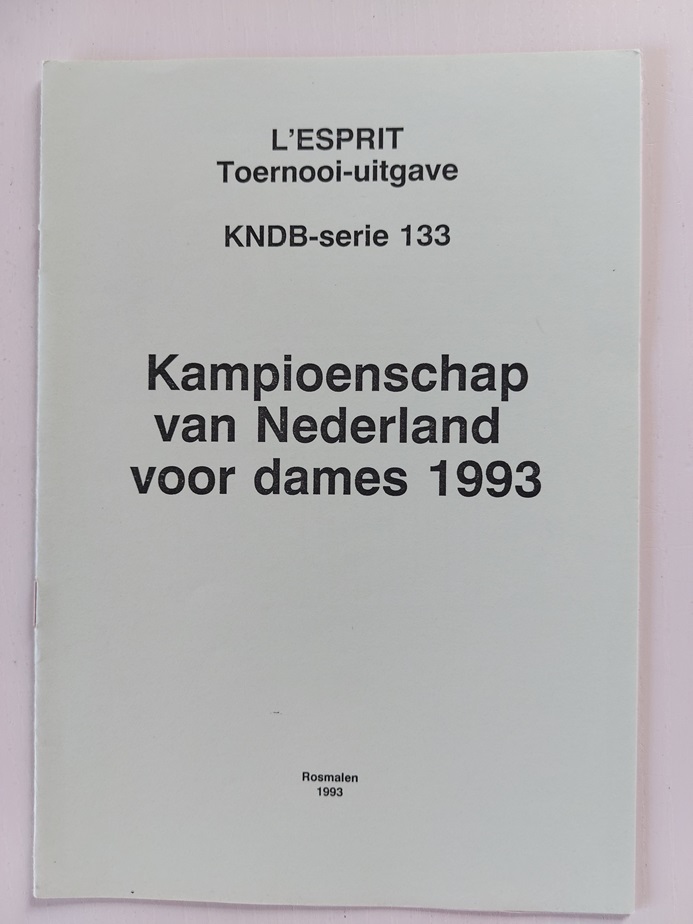 L'ESPRIT
Toernooi-uitgave
KNDB-serie 133
Kampioenschap
van Nederland
voor dames 1993
Rosmalen
1993